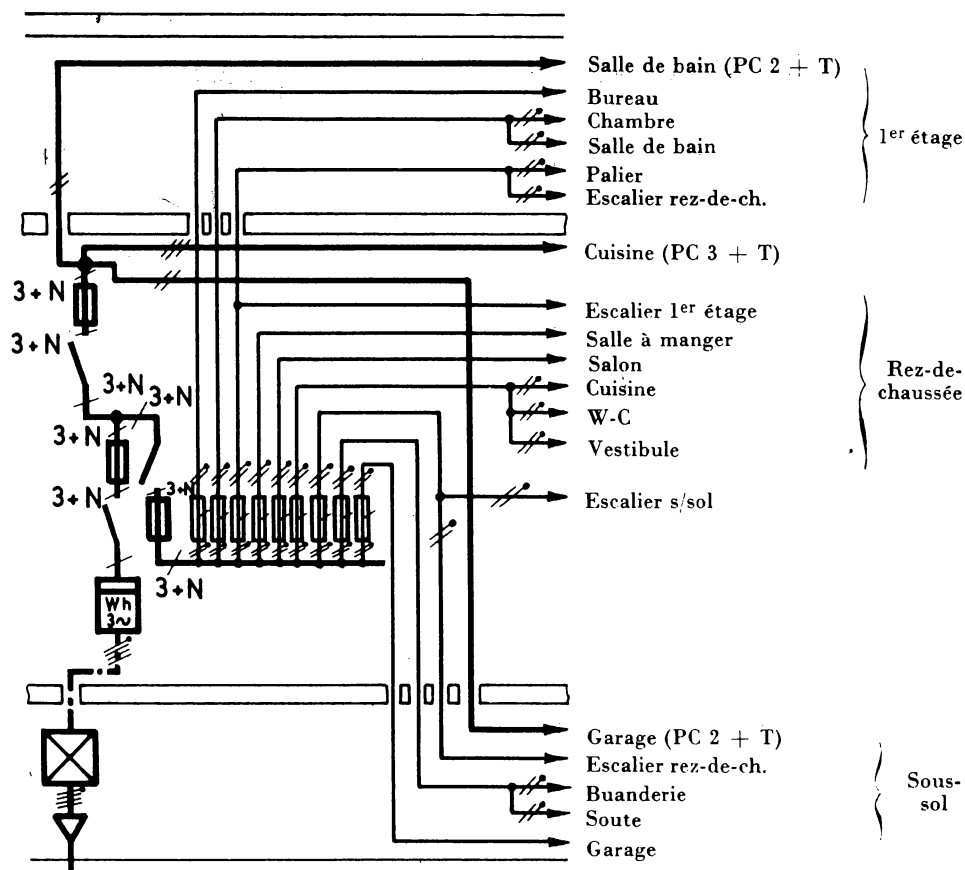 Salle de bain (PC 2 + T)
Bureau
Chambre
Salle de bain
Palier
Escalier rez-de-ch.
1er étage
Cuisine (PC 3 + T)
3+N
3+N
Escalier 1er étage
Salle à manger
Salon
Cuisine
W-C
Vestibule
Rez-de-
chaussée
3+N
3+N
3+N
3+N
3+N
3+N
Escalier s/sol
Wh
3~
Garage (PC 2 + T)
Escalier rez-de-ch.
Buanderie
Soute
Garage
Sous-
sol